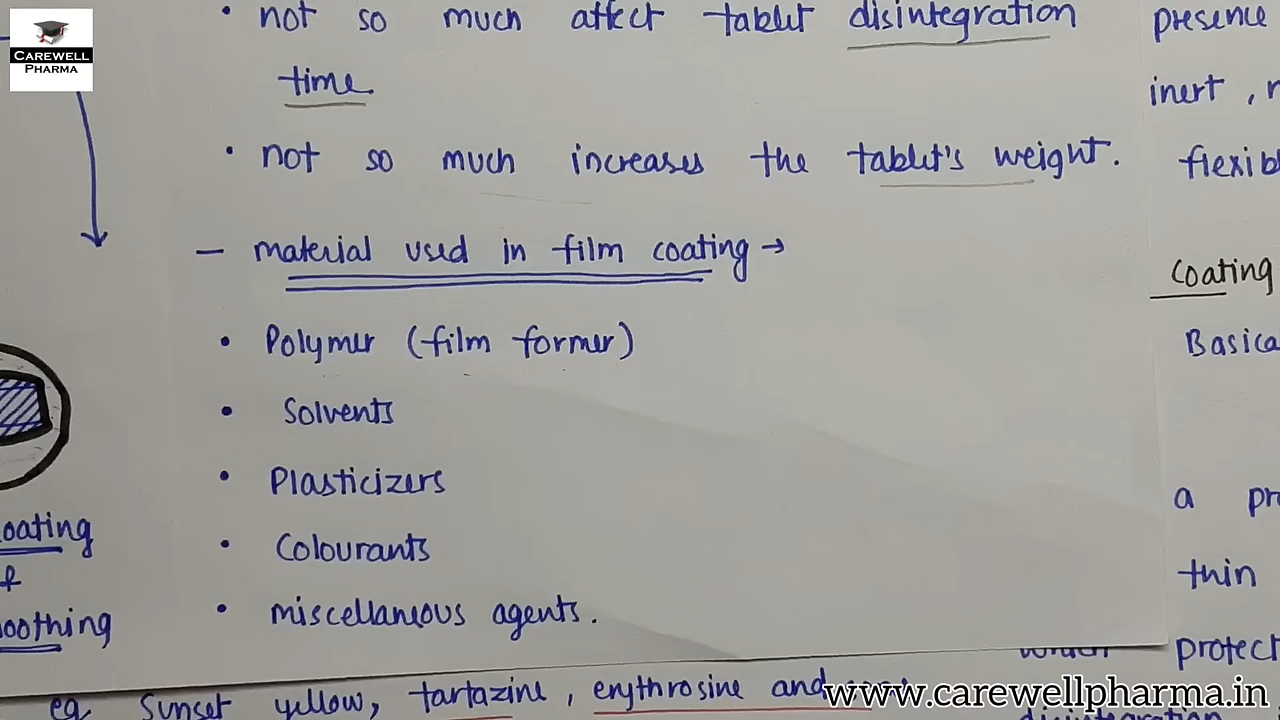 CAREWELL
PHARMA
• not so much affect tablet disintegration
time
• not so much increases the tablet's weight.
— material used in film coating →
• Polymer (film former)
• Solvents
• Plasticizers
• Colourants
• miscellaneous agents.
oating
&
oothing
eg Sunset yellow, tartazine, erythrosine and
presence
inert,
flexib
coating
Basica
a pr
thin
which protect
disintegration
www.carewellpharma.in